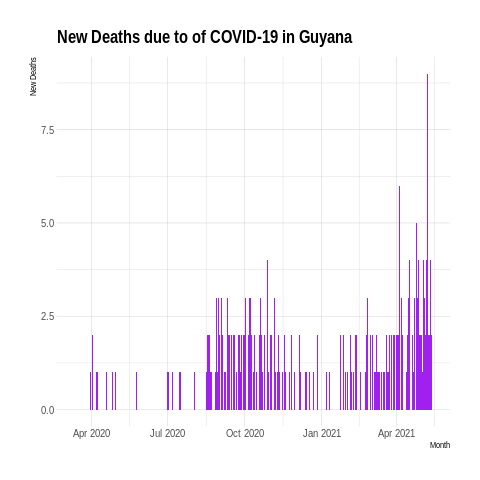 New Deaths due to of COVID-19 in Guyana
New Deaths
7.5
5.0
2.5
0.0
Apr 2020 Jul 2020 Oct 2020 Jan 2021 Apr 2021
Month